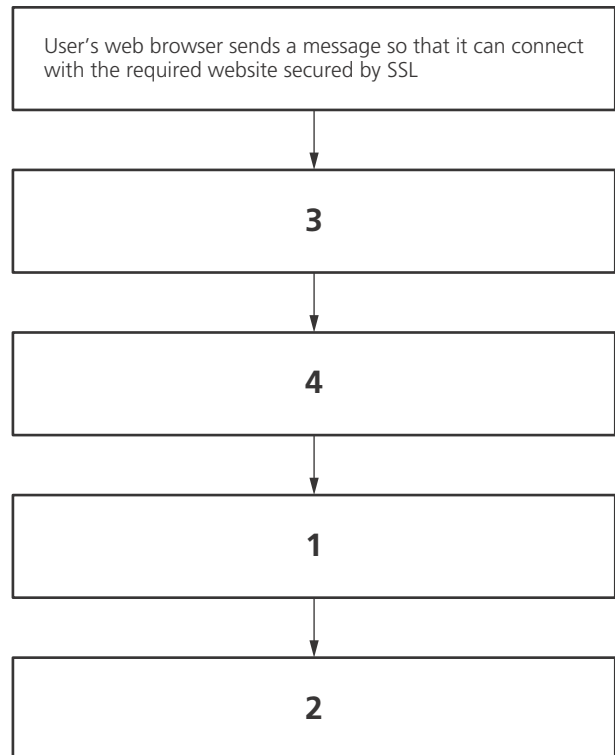 User's web browser sends a message so that it can connect
with the required website secured by SSL
3
4
1
2